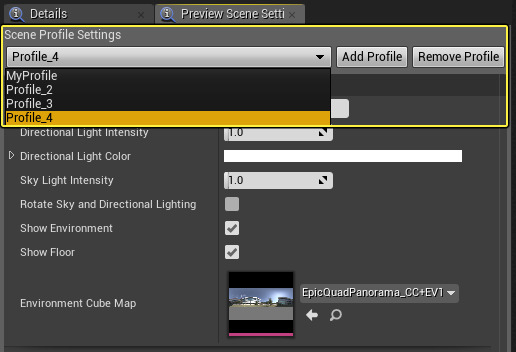 Details Preview Scene Setti
Scene Profile Settings
Profile_4 Add Profile Remove Profile
MyProfile
Profile_2
Profile_3
Profile_4
Directional Light Intensity 1.0
Directional Light Color
Sky Light Intensity 1.0
Rotate Sky and Directional Lighting
Show Environment
Show Floor
Environment Cube Map EpicQuadPanorama_CC+EV1